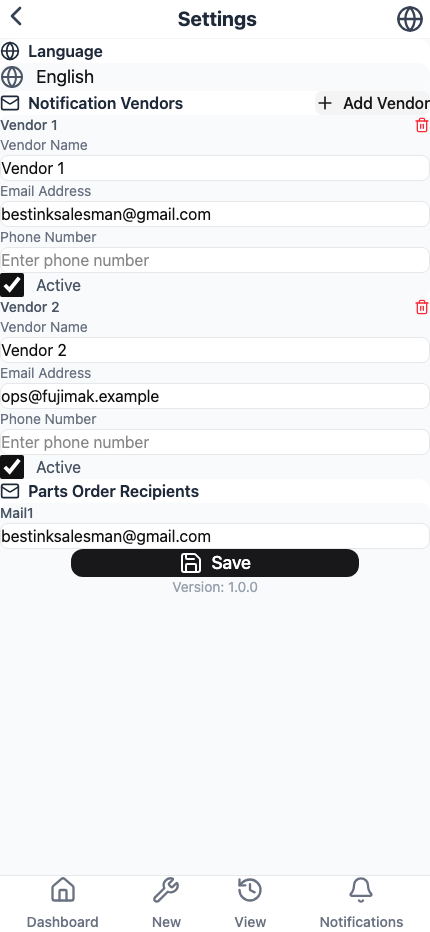 Settings
Language
English
Notification Vendors
Add Vendor
Vendor 1
Vendor Name
Vendor 1
Email Address
bestinksalesman@gmail.com
Phone Number
Enter phone number
Active
Vendor 2
Vendor Name
Vendor 2
Email Address
ops@fujimak.example
Phone Number
Enter phone number
Active
Parts Order Recipients
Mail1
bestinksalesman@gmail.com
Save
Version: 1.0.0
Dashboard
New
View
Notifications